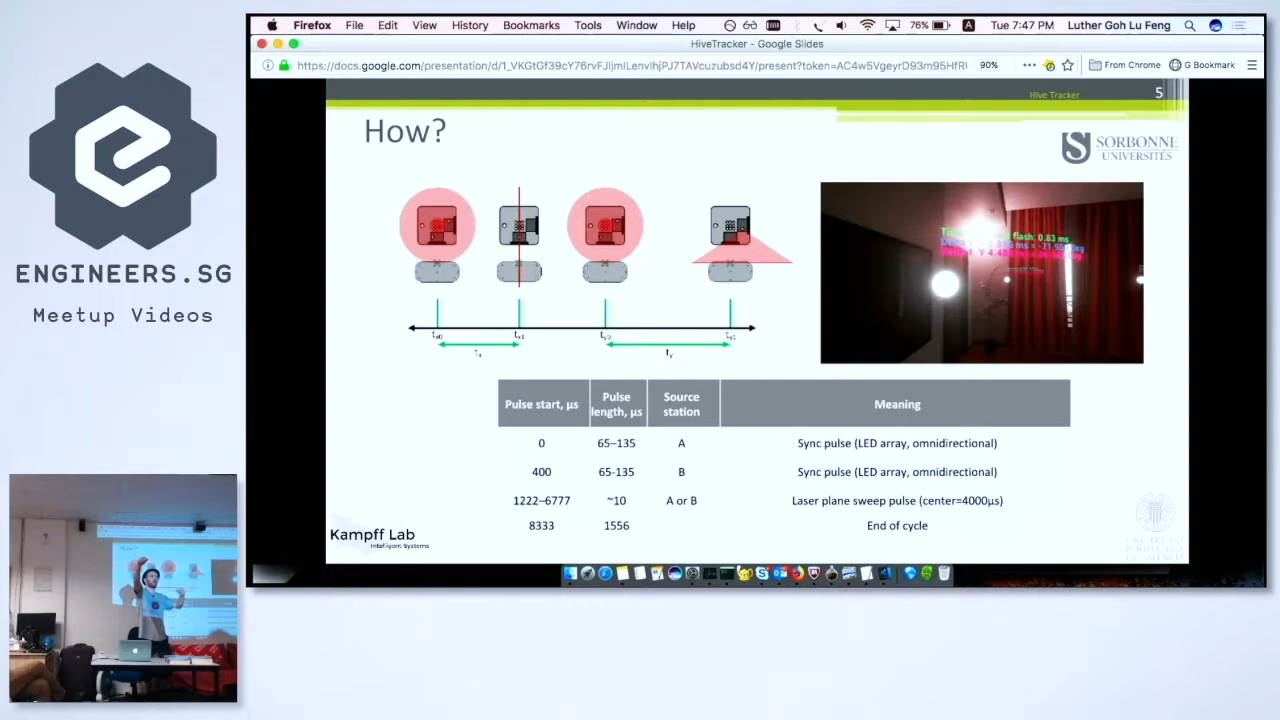 Firefox File Edit View History Bookmarks Tools Window Help 76% A Tue 7:47 PM Luther Goh Lu Feng
HiveTracker - Google Slides
90% From Chrome G Bookmark
Hive Tracker 5
How?
SORBONNE
UNIVERSITÉS
Pulse start, µs Pulse length, µs Source station Meaning
0 65–135 A Sync pulse (LED array, omnidirectional)
400 65-135 B Sync pulse (LED array, omnidirectional)
1222–6777 ~10 A or B Laser plane sweep pulse (center=4000µs)
8333 1556 End of cycle
Kampff Lab
Intelligent Systems
ENGINEERS.SG
Meetup Videos